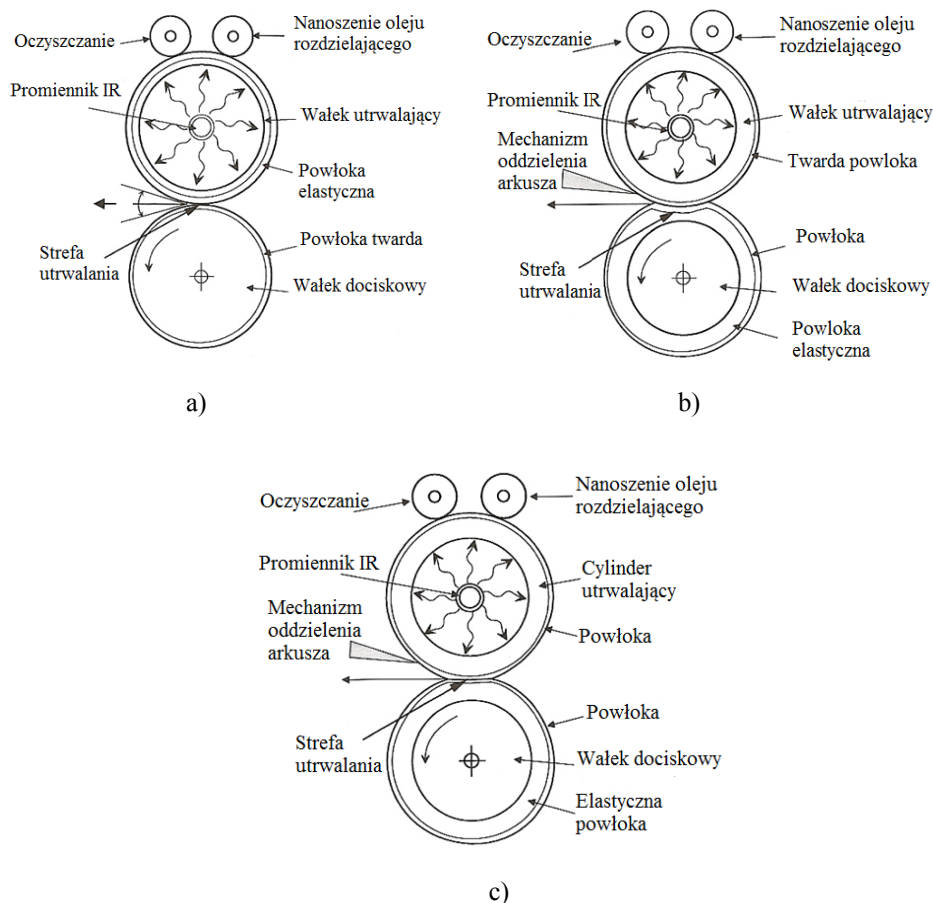 Oczyszczanie
Nanoszenie oleju
rozdzielającego
Promiennik IR
Wałek utrwalający
Powłoka
elastyczna
Strefa
utrwalania
Powłoka twarda
Wałek dociskowy
a)
Oczyszczanie
Nanoszenie oleju
rozdzielającego
Promiennik IR
Mechanizm
oddzielenia
arkusza
Wałek utrwalający
Twarda powloka
Strefa
utrwalania
Powłoka
Wałek dociskowy
Powloka
elastyczna
b)
Oczyszczanie
Nanoszenie oleju
rozdzielającego
Promiennik IR
Mechanizm
oddzielenia
arkusza
Cylinder
utrwalający
Powłoka
Strefa
utrwalania
Powłoka
Wałek dociskowy
Elastyczna
powłoka
c)